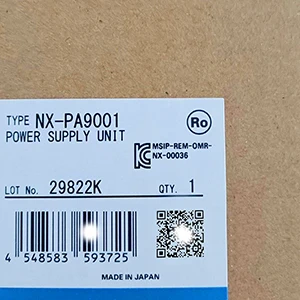 TYPE NX-PA9001
POWER SUPPLY UNIT
Ro
MSIP-REM-OMR-
NX-00036
LOT No. 29822K QTY. 1
4 548583 593725
MADE IN JAPAN